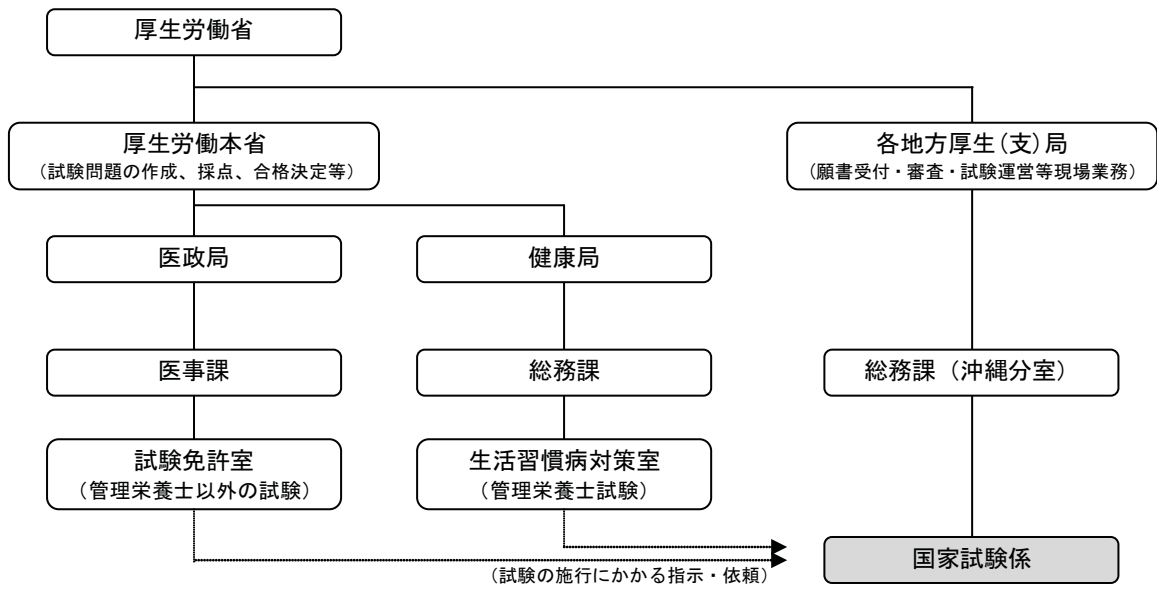 厚生労働省
厚生労働本省
（試験問題の作成、採点、合格決定等）
各地方厚生（支）局
（願書受付・審査・試験運営等現場業務）
医政局
健康局
医事課
総務課
総務課（沖縄分室）
試験免許室
（管理栄養士以外の試験）
生活習慣病対策室
（管理栄養士試験）
国家試験係
（試験の施行にかかる指示・依頼）